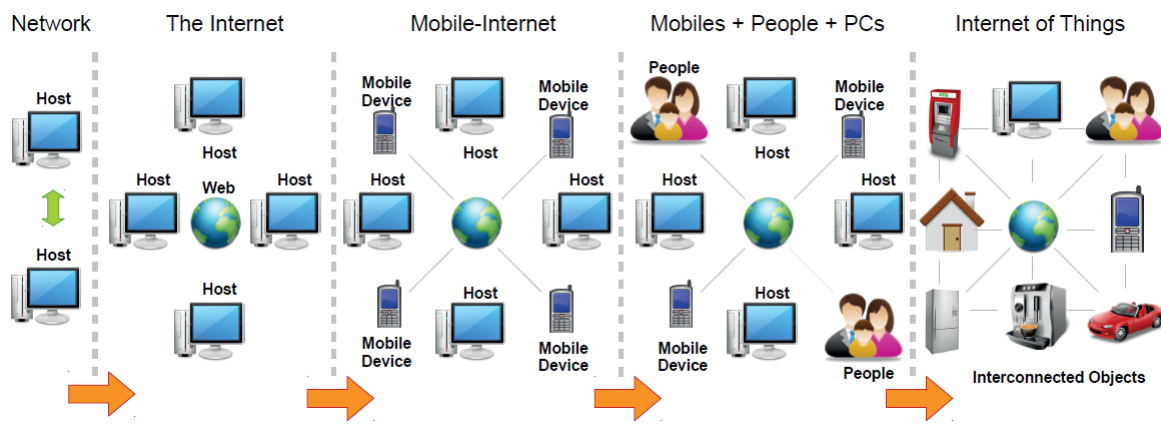 Network
The Internet
Mobile-Internet
Mobiles + People + PCs
Internet of Things
Host
Host
Host
Host
Web
Host
Host
Mobile
Device
Mobile
Device
Host
Host
Host
Mobile
Device
Host
Mobile
Device
People
Mobile
Device
Host
Host
Host
Mobile
Device
Host
People
Interconnected Objects